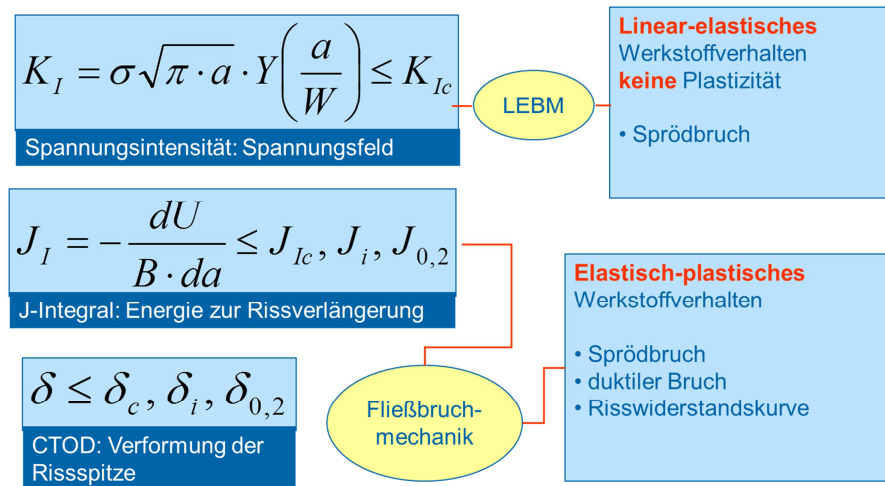 K_I = σ√(π · a) · Y(a/W) ≤ K_Ic
Spannungsintensität: Spannungsfeld
LEBM
Linear-elastisches
Werkstoffverhalten
keine Plastizität
• Sprödbruch
J_I = − dU/(B · da) ≤ J_Ic, J_i, J_0,2
J-Integral: Energie zur Rissverlängerung
δ ≤ δ_c, δ_i, δ_0,2
CTOD: Verformung der
Rissspitze
Fließbruch-
mechanik
Elastisch-plastisches
Werkstoffverhalten
• Sprödbruch
• duktiler Bruch
• Risswiderstandskurve